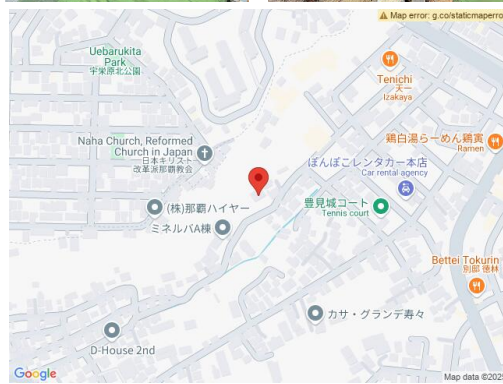 Map error: g.co/staticmaperro
Uebarukita
Park
宇栄原北公園
Tenichi
天一
Izakaya
Naha Church, Reformed
Church in Japan
日本キリスト
改革派那覇教会
鶏白湯らーめん鶏寅
Ramen
ぽんぽこレンタカー本店
Car rental agency
(株)那覇ハイヤー
豊見城コート
Tennis court
ミネルバA棟
Bettei Tokurin
別邸 徳林
カサ・グランデ寿々
D-House 2nd
Google
Map data ©202